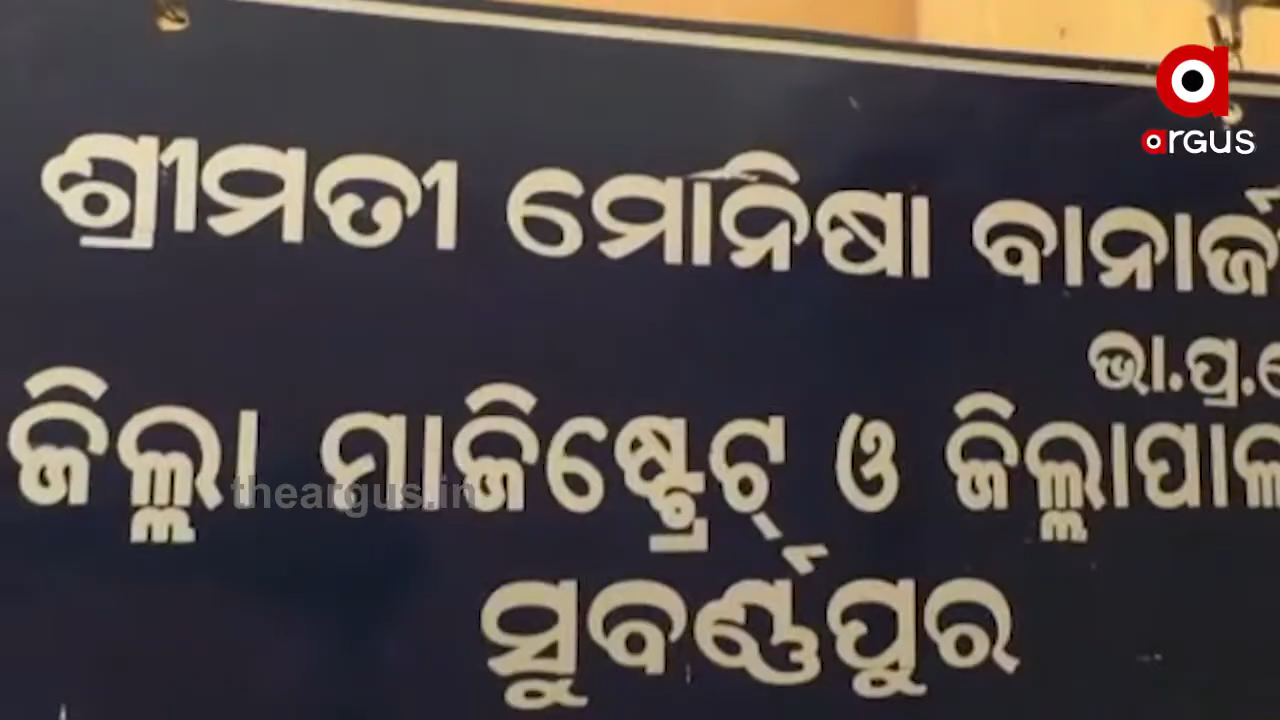 argus
ଶ୍ରୀମତୀ ମୋନିଷା ବାନାର୍ଜୀ
ଭା.ପ୍ର.
ଜିଲ୍ଲା ମାଜିଷ୍ଟ୍ରେଟ୍ ଓ ଜିଲ୍ଲାପାଳ
theargus.in
ସୁବର୍ଣ୍ଣପୁର